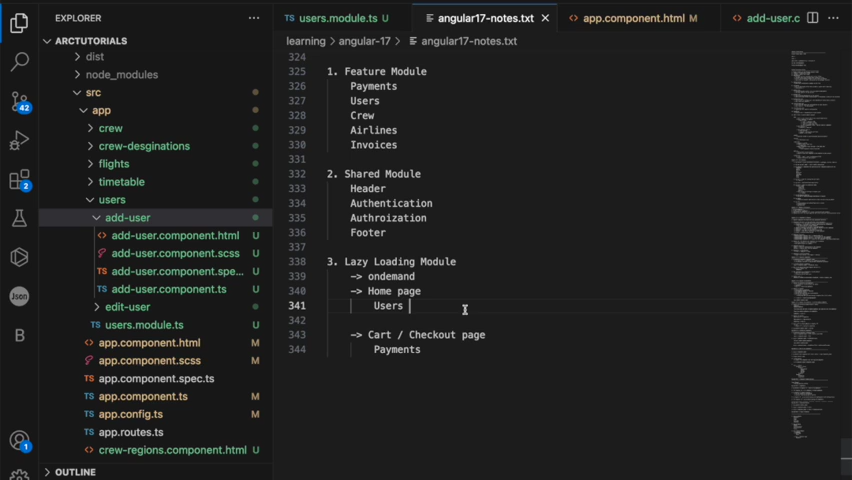 EXPLORER
ARCTUTORIALS
dist
node_modules
src
app
crew
crew-desginations
flights
timetable
users
add-user
add-user.component.html U
add-user.component.scss U
add-user.component.spe... U
add-user.component.ts U
edit-user
users.module.ts U
app.component.html M
app.component.scss M
app.component.spec.ts
app.component.ts M
app.config.ts M
app.routes.ts
crew-regions.component.html U
OUTLINE
42
2
Json
B
1
users.module.ts U
angular17-notes.txt
app.component.html M
add-user.c
learning > angular-17 > angular17-notes.txt
324
325 1. Feature Module
326 Payments
327 Users
328 Crew
329 Airlines
330 Invoices
331
332 2. Shared Module
333 Header
334 Authentication
335 Authroization
336 Footer
337
338 3. Lazy Loading Module
339 -> ondemand
340 -> Home page
341 Users
342
343 -> Cart / Checkout page
344 Payments